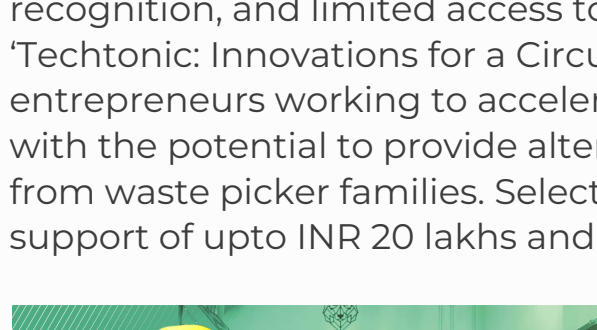 recognition, and limited access to
‘Techtonic: Innovations for a Circu
entrepreneurs working to acceler
with the potential to provide alter
from waste picker families. Select
support of upto INR 20 lakhs and